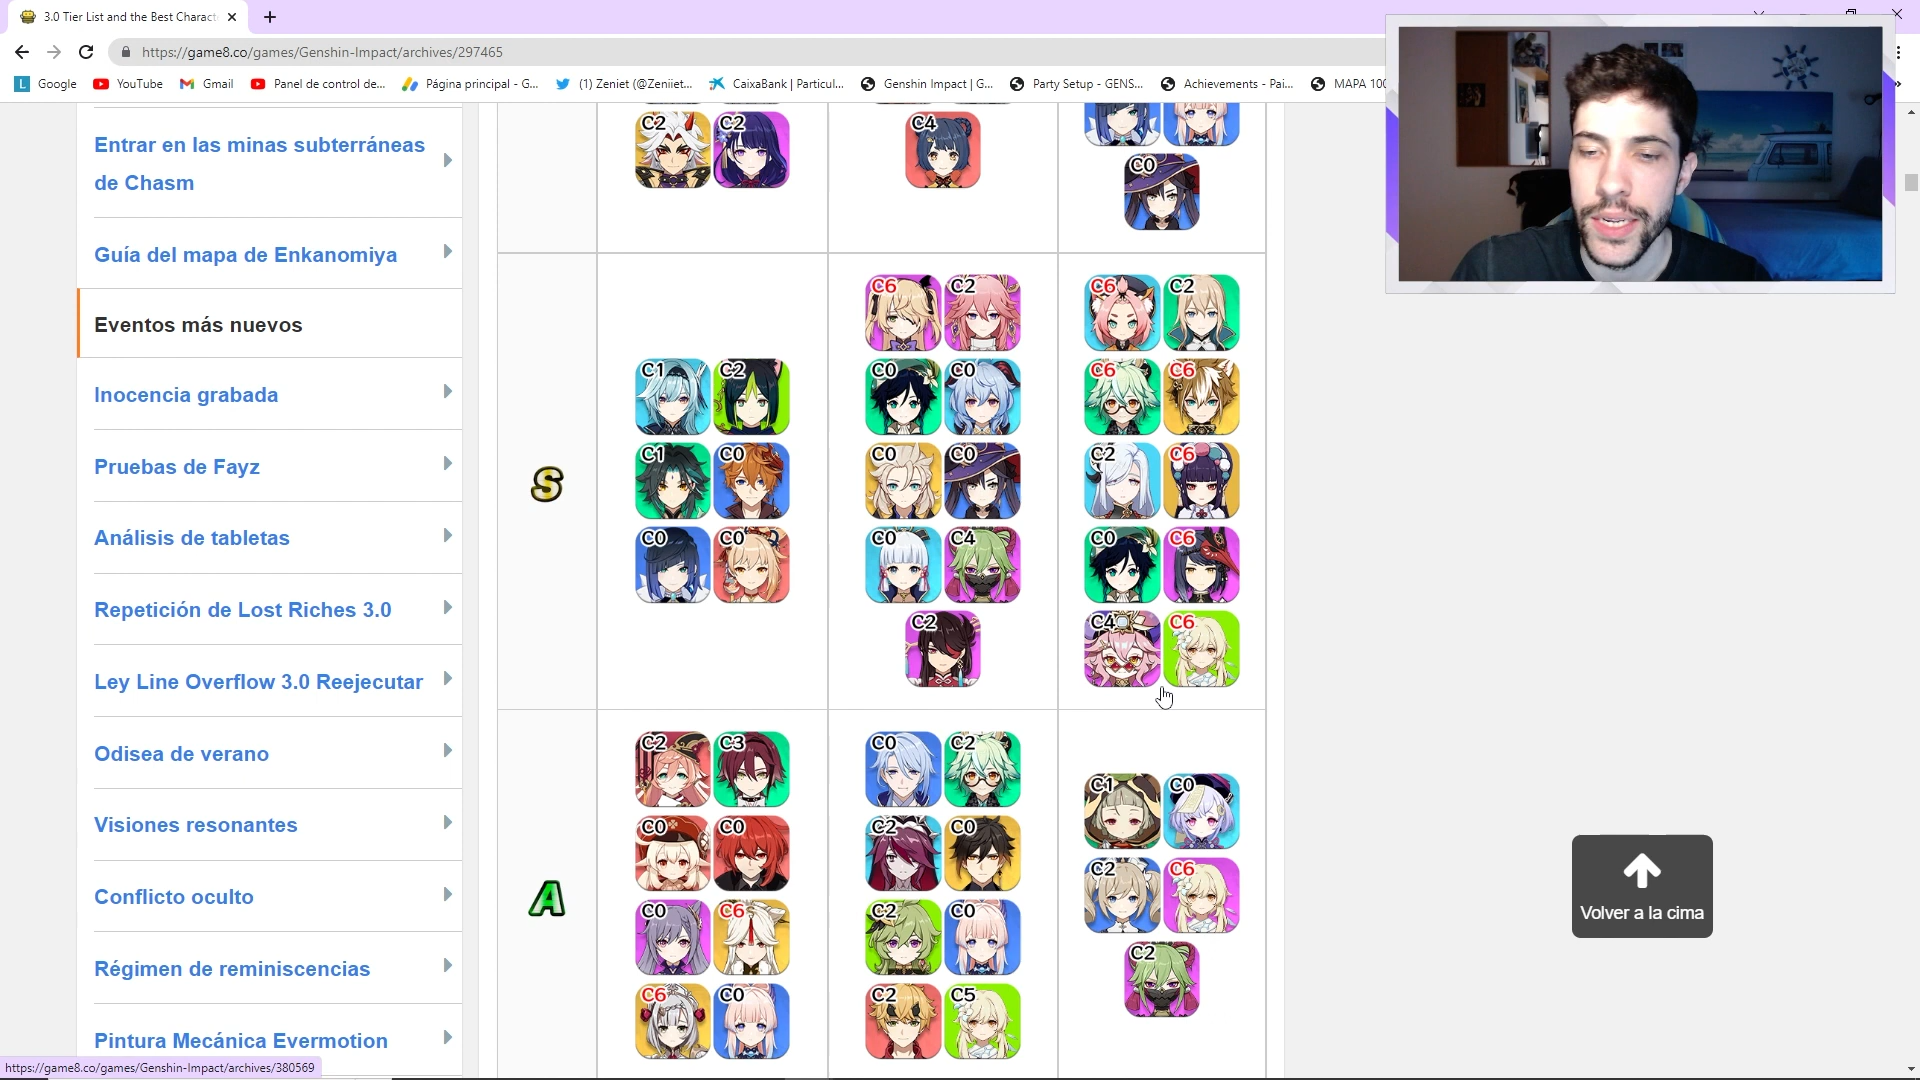 3.0 Tier List and the Best Charact
https://game8.co/games/Genshin-Impact/archives/297465
Google
YouTube
Gmail
Panel de control de...
Página principal - G...
(1) Zeniet (@Zeniiet...
CaixaBank | Particul...
Genshin Impact | G...
Party Setup - GENS...
Achievements - Pai...
MAPA 100
Entrar en las minas subterráneas
de Chasm
Guía del mapa de Enkanomiya
Eventos más nuevos
Inocencia grabada
Pruebas de Fayz
Análisis de tabletas
Repetición de Lost Riches 3.0
Ley Line Overflow 3.0 Reejecutar
Odisea de verano
Visiones resonantes
Conflicto oculto
Régimen de reminiscencias
Pintura Mecánica Evermotion
C2 C2 C4
C0
S
C6 C2 C6 C2
C1 C2 C0 C0 C6 C6
C1 C0 C0 C0 C2 C6
C0 C0 C0 C4 C0 C6
C2 C4 C6
A
C2 C3 C0 C2
C1 C0
C0 C0 C2 C0
C2 C6
C0 C6 C2 C0
C2
C6 C0 C2 C5
Volver a la cima
https://game8.co/games/Genshin-Impact/archives/380569